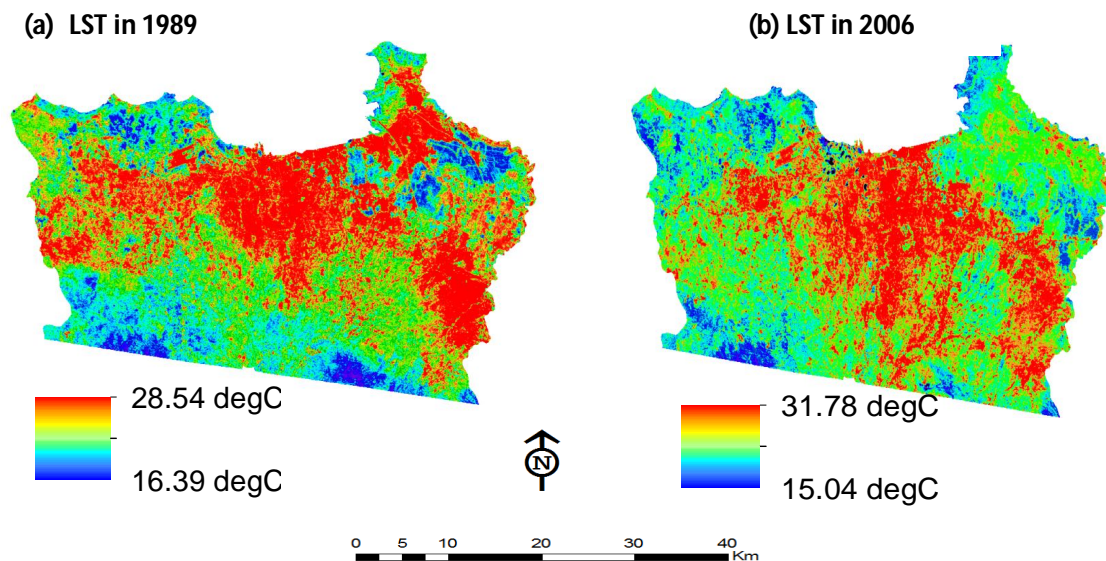 (a) LST in 1989
(b) LST in 2006
28.54 degC
16.39 degC
31.78 degC
15.04 degC
N
0 5 10 20 30 40
Km